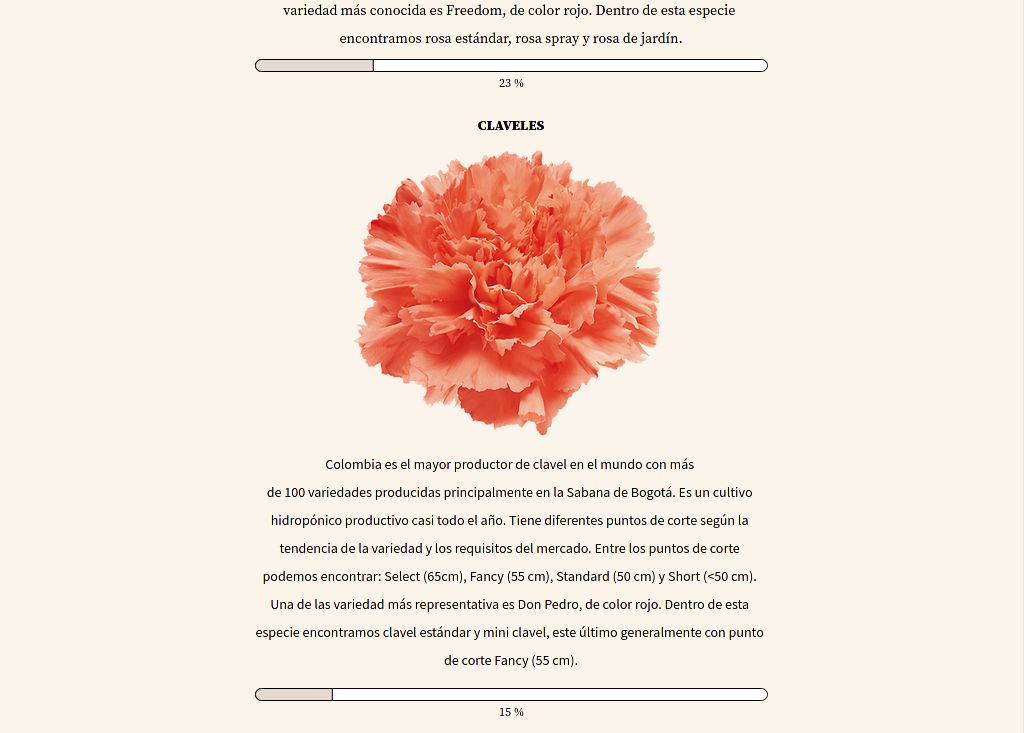 variedad más conocida es Freedom, de color rojo. Dentro de esta especie
encontramos rosa estándar, rosa spray y rosa de jardín.
23 %
CLAVELES
Colombia es el mayor productor de clavel en el mundo con más
de 100 variedades producidas principalmente en la Sabana de Bogotá. Es un cultivo
hidropónico productivo casi todo el año. Tiene diferentes puntos de corte según la
tendencia de la variedad y los requisitos del mercado. Entre los puntos de corte
podemos encontrar: Select (65cm), Fancy (55 cm), Standard (50 cm) y Short (<50 cm).
Una de las variedad más representativa es Don Pedro, de color rojo. Dentro de esta
especie encontramos clavel estándar y mini clavel, este último generalmente con punto
de corte Fancy (55 cm).
15 %